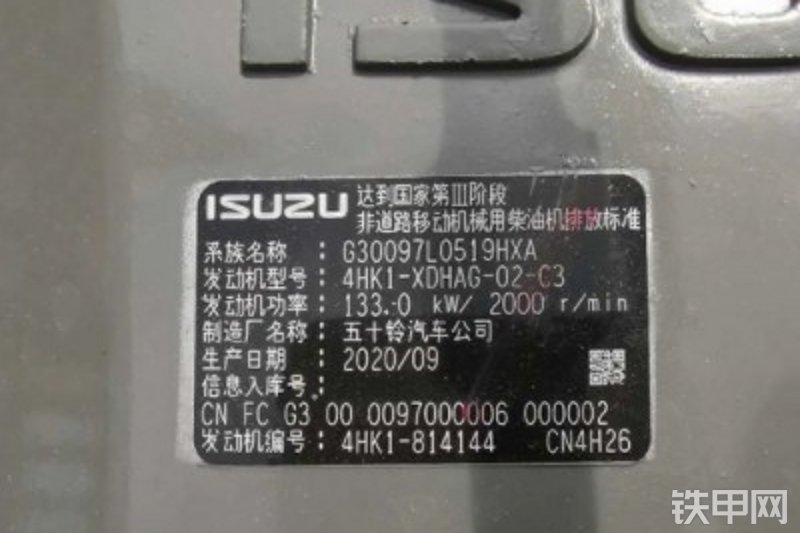 ISUZU 达到国家第III阶段
非道路移动机械用柴油机排放标准
系族名称: G30097L0519HXA
发动机型号: 4HK1-XDHAG-02-C3
发动机功率: 133.0 kW/ 2000 r/min
制造厂名称: 五十铃汽车公司
生产日期: 2020/09
信息入库号:
CN FC G3 00 0097000006 000002
发动机编号: 4HK1-814144 CN4H26
铁甲网